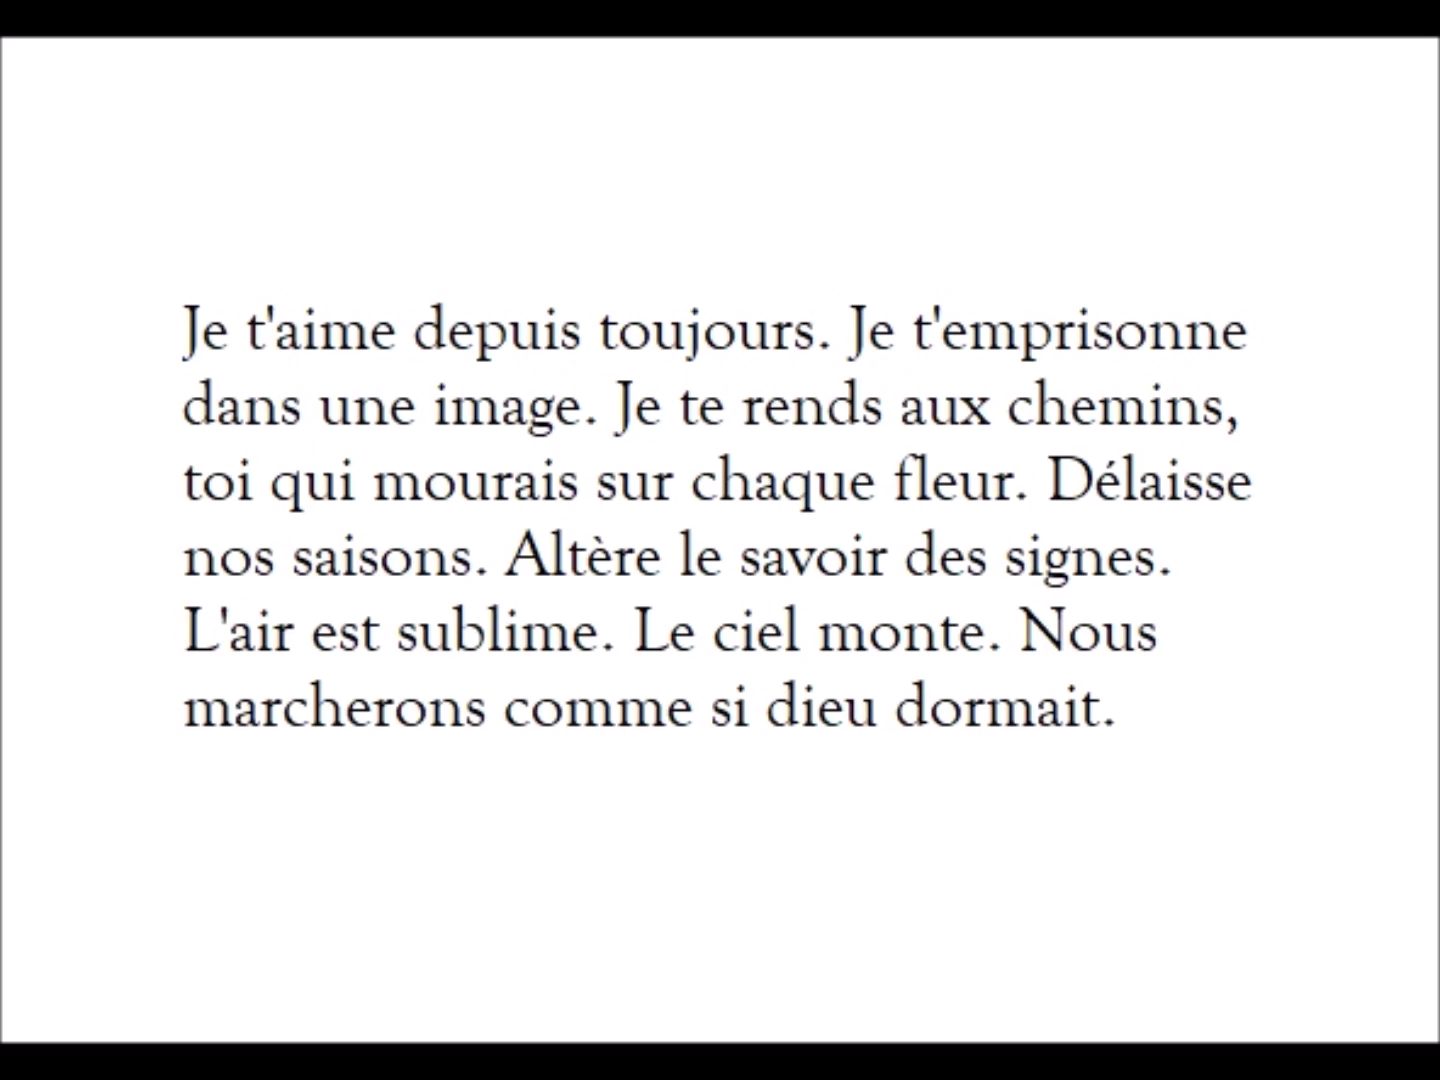 Je t'aime depuis toujours. Je t'emprisonne
dans une image. Je te rends aux chemins,
toi qui mourais sur chaque fleur. Délaisse
nos saisons. Altère le savoir des signes.
L'air est sublime. Le ciel monte. Nous
marcherons comme si dieu dormait.